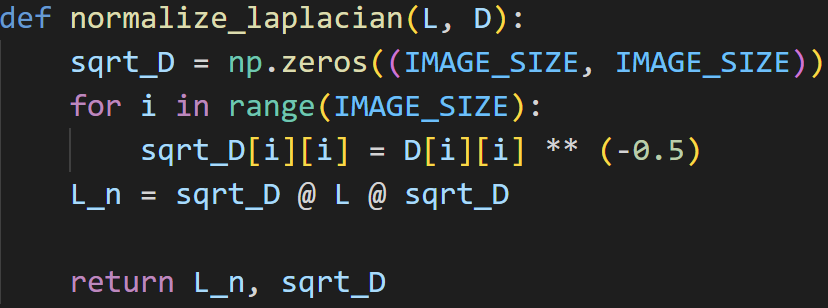 def normalize_laplacian(L, D):
    sqrt_D = np.zeros((IMAGE_SIZE, IMAGE_SIZE))
    for i in range(IMAGE_SIZE):
        sqrt_D[i][i] = D[i][i] ** (-0.5)
    L_n = sqrt_D @ L @ sqrt_D
    return L_n, sqrt_D